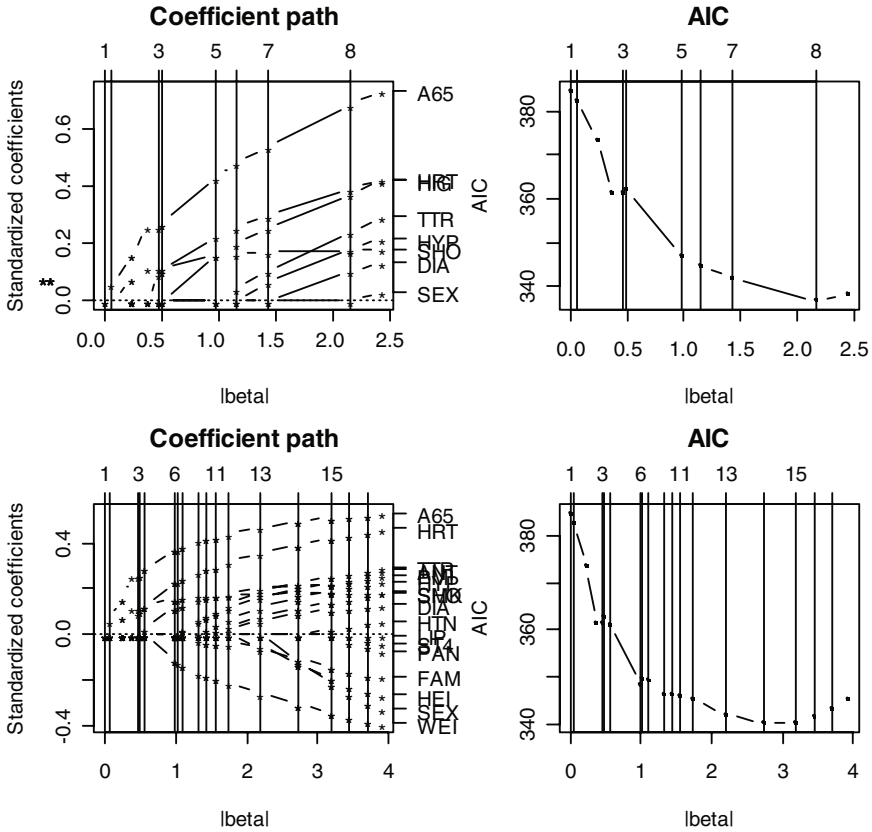 Coefficient path
1 3 5 7 8
Standardized coefficients
0.6
0.4
0.2
0.0
**
A65
HRT
HIG
TTR
HYP
SHO
DIA
SEX
0.0 0.5 1.0 1.5 2.0 2.5
|beta|
AIC
1 3 5 7 8
AIC
380
360
340
0.0 0.5 1.0 1.5 2.0 2.5
|beta|
Coefficient path
1 3 6 11 13 15
Standardized coefficients
0.4
0.0
-0.4
A65
HRT
HYP
DIA
HTN
ST4
PAN
FAM
HEI
SEX
WEI
0 1 2 3 4
|beta|
AIC
1 3 6 11 13 15
AIC
380
360
340
0 1 2 3 4
|beta|